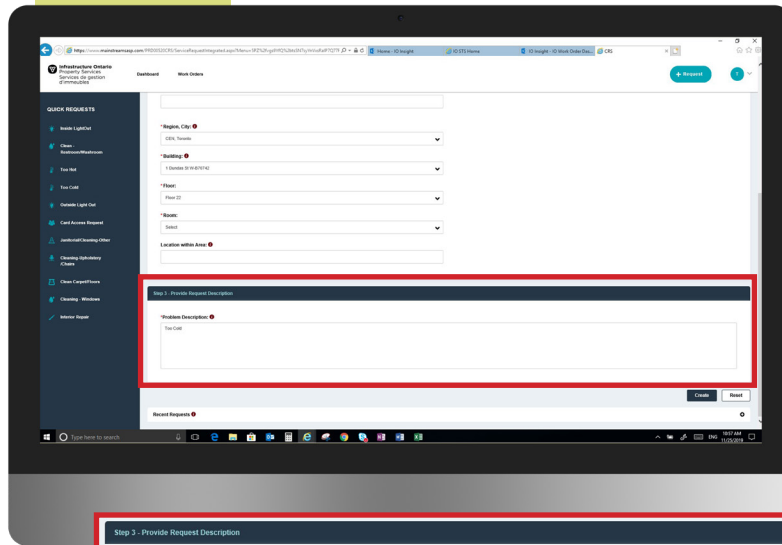 https://www.mainstreamasp.com
Home - IO Insight
IO STS Home
IO Insight - IO Work Order Das...
CRS
Infrastructure Ontario
Property Services
Services de gestion
d'immeubles
Dashboard
Work Orders
+ Request
QUICK REQUESTS
Inside LightOut
Clean -
Restroom/Washroom
Too Hot
Too Cold
Outside Light Out
Card Access Request
Janitorial/Cleaning-Other
Cleaning-Upholstery
/Chairs
Clean Carpet/Floors
Cleaning - Windows
Interior Repair
*Region, City:
CEN, Toronto
*Building:
1 Dundas St W-B76742
*Floor:
Floor 22
*Room:
Select
Location within Area:
Step 3 - Provide Request Description
*Problem Description:
Too Cold
Create
Reset
Recent Requests
Type here to search
ENG
10:57 AM
11/25/2019
Step 3 - Provide Request Description